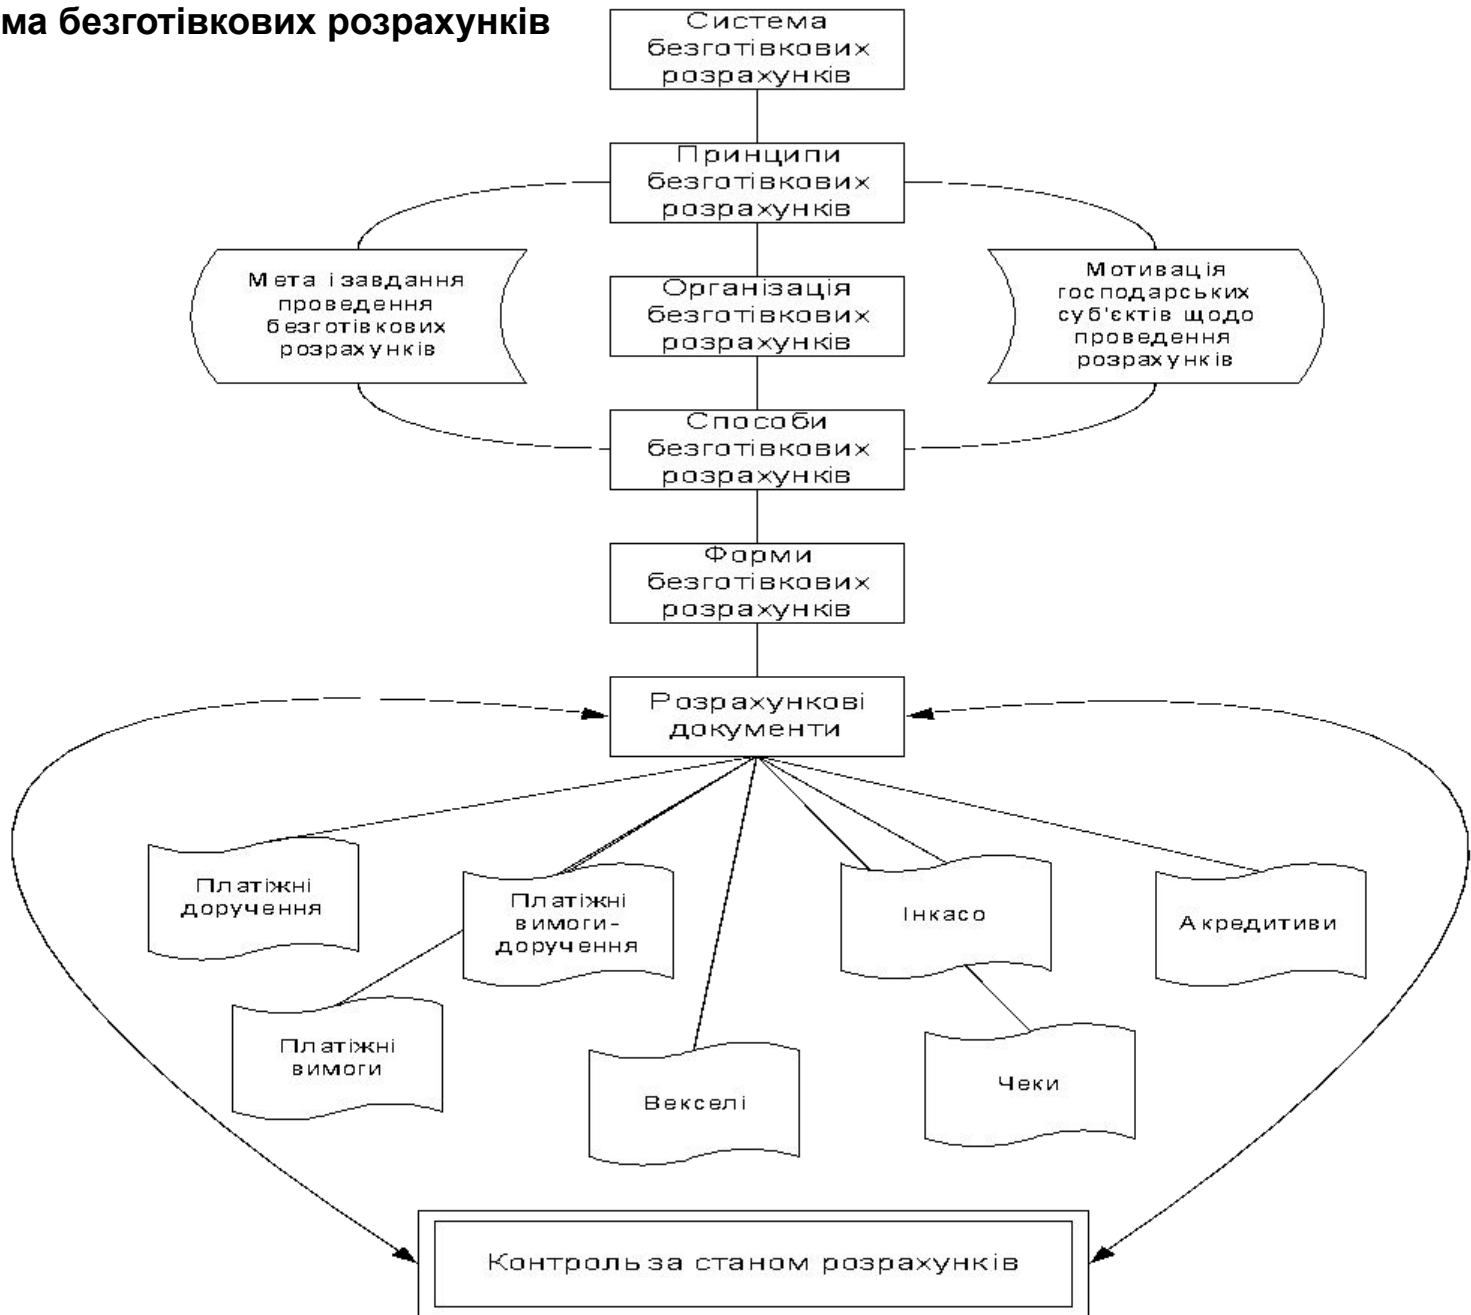 ма безготівкових розрахунків
Система
безготівкових
розрахунків
Принципи
безготівкових
розрахунків
Мета і завдання
проведення
безготівкових
розрахунків
Організація
безготівкових
розрахунків
Мотивація
господарських
суб'єктів щодо
проведення
розрахунків
Способи
безготівкових
розрахунків
Форми
безготівкових
розрахунків
Розрахункові
документи
Платіжні
доручення
Платіжні
вимоги-
доручення
Інкасо
Акредитиви
Платіжні
вимоги
Векселі
Чеки
Контроль за станом розрахунків